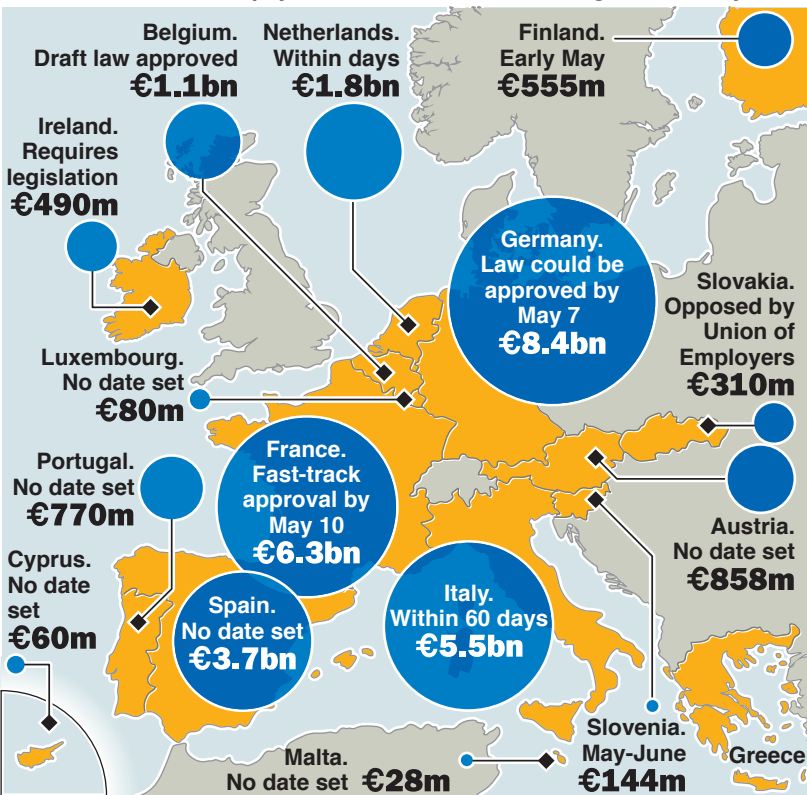 Belgium.
Draft law approved
€1.1bn
Netherlands.
Within days
€1.8bn
Finland.
Early May
€555m
Ireland.
Requires
legislation
€490m
Germany.
Law could be
approved by
May 7
€8.4bn
Slovakia.
Opposed by
Union of
Employers
€310m
Luxembourg.
No date set
€80m
France.
Fast-track
approval by
May 10
€6.3bn
Portugal.
No date set
€770m
Austria.
No date set
€858m
Cyprus.
No date
set
€60m
Spain.
No date set
€3.7bn
Italy.
Within 60 days
€5.5bn
Slovenia.
May-June
€144m
Greece
Malta.
No date set €28m